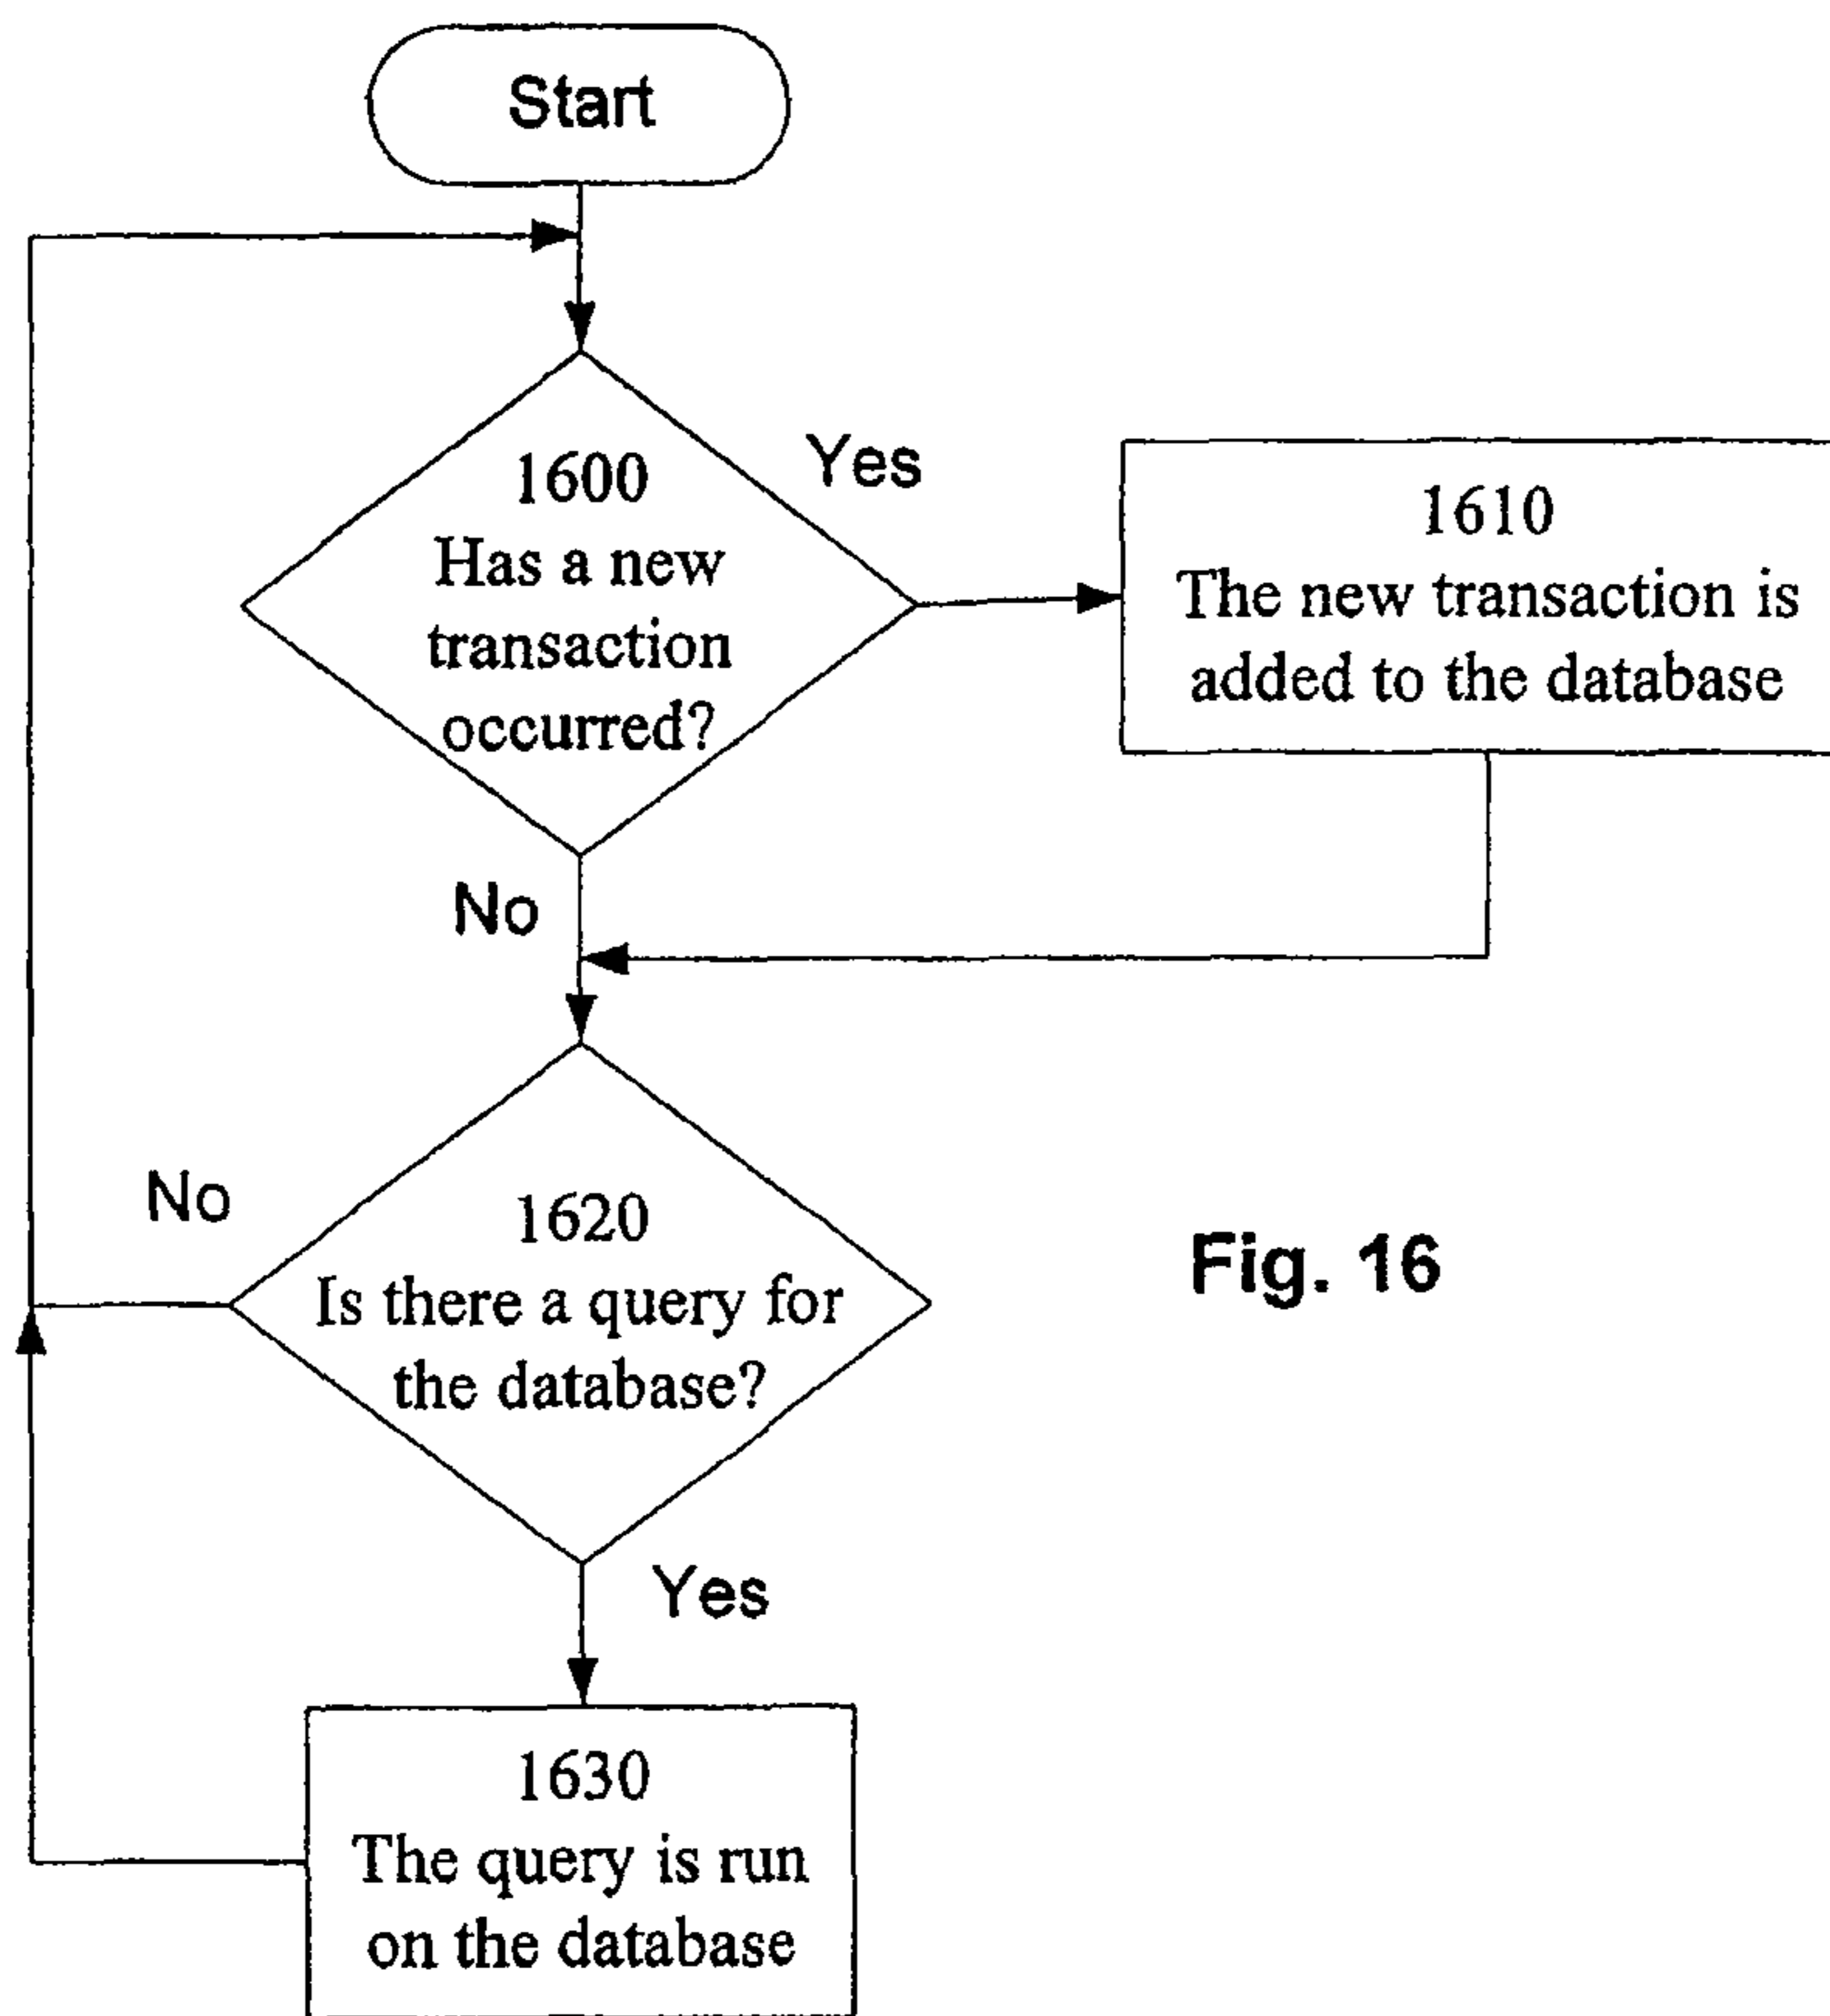 Start
1600
Has a new
transaction
occurred?
Yes
1610
The new transaction is
added to the database
No
1620
Is there a query for
the database?
No
Yes
Fig. 16
1630
The query is run
on the database